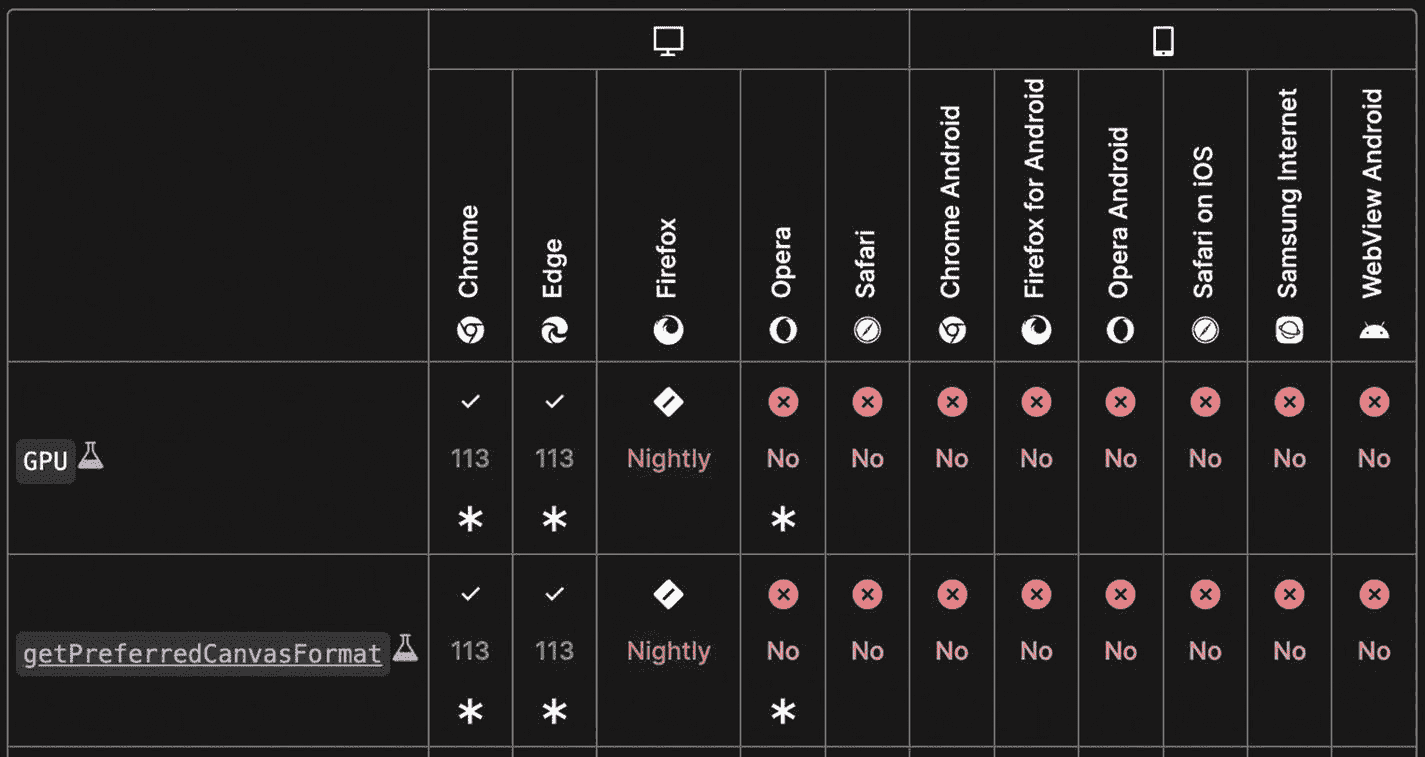 Chrome
Edge
Firefox
Opera
Safari
Chrome Android
Firefox for Android
Opera Android
Safari on iOS
Samsung Internet
WebView Android
GPU 113 113 Nightly No No No No No No No No
* * *
getPreferredCanvasFormat 113 113 Nightly No No No No No No No No
* * *